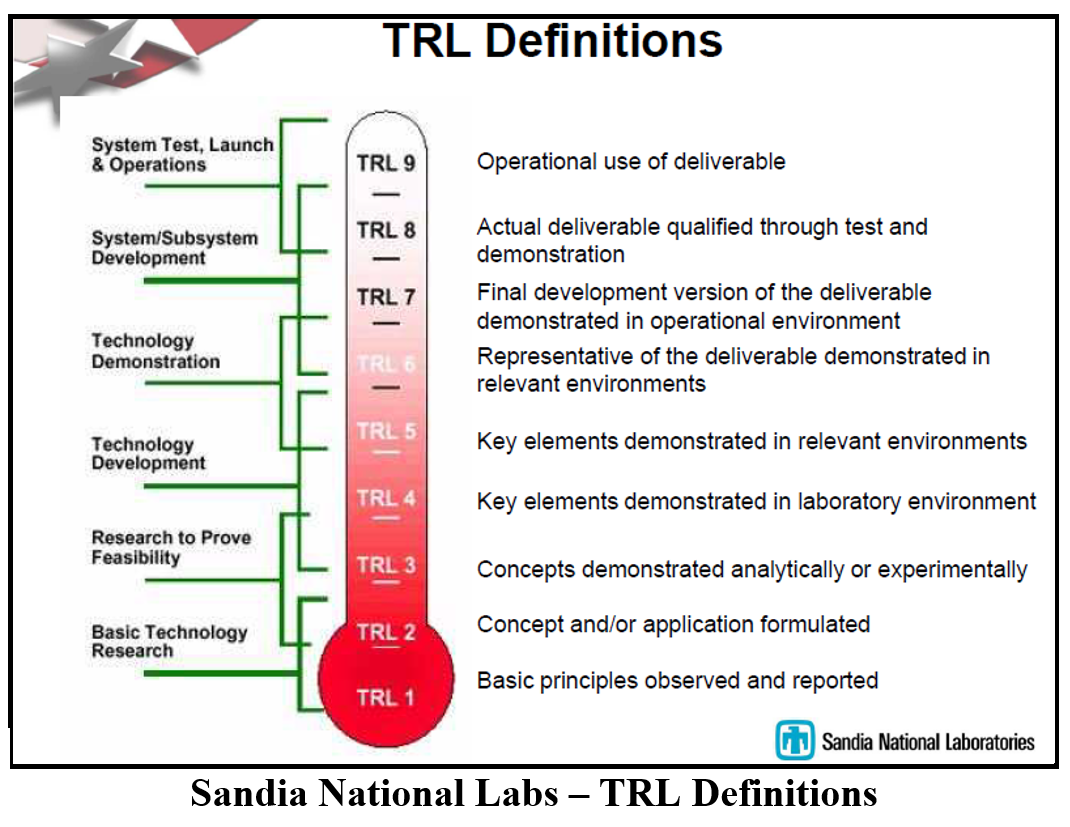 TRL Definitions
System Test, Launch
& Operations
System/Subsystem
Development
Technology
Demonstration
Technology
Development
Research to Prove
Feasibility
Basic Technology
Research
TRL 9
TRL 8
TRL 7
TRL 6
TRL 5
TRL 4
TRL 3
TRL 2
TRL 1
Operational use of deliverable
Actual deliverable qualified through test and
demonstration
Final development version of the deliverable
demonstrated in operational environment
Representative of the deliverable demonstrated in
relevant environments
Key elements demonstrated in relevant environments
Key elements demonstrated in laboratory environment
Concepts demonstrated analytically or experimentally
Concept and/or application formulated
Basic principles observed and reported
Sandia National Laboratories
Sandia National Labs – TRL Definitions